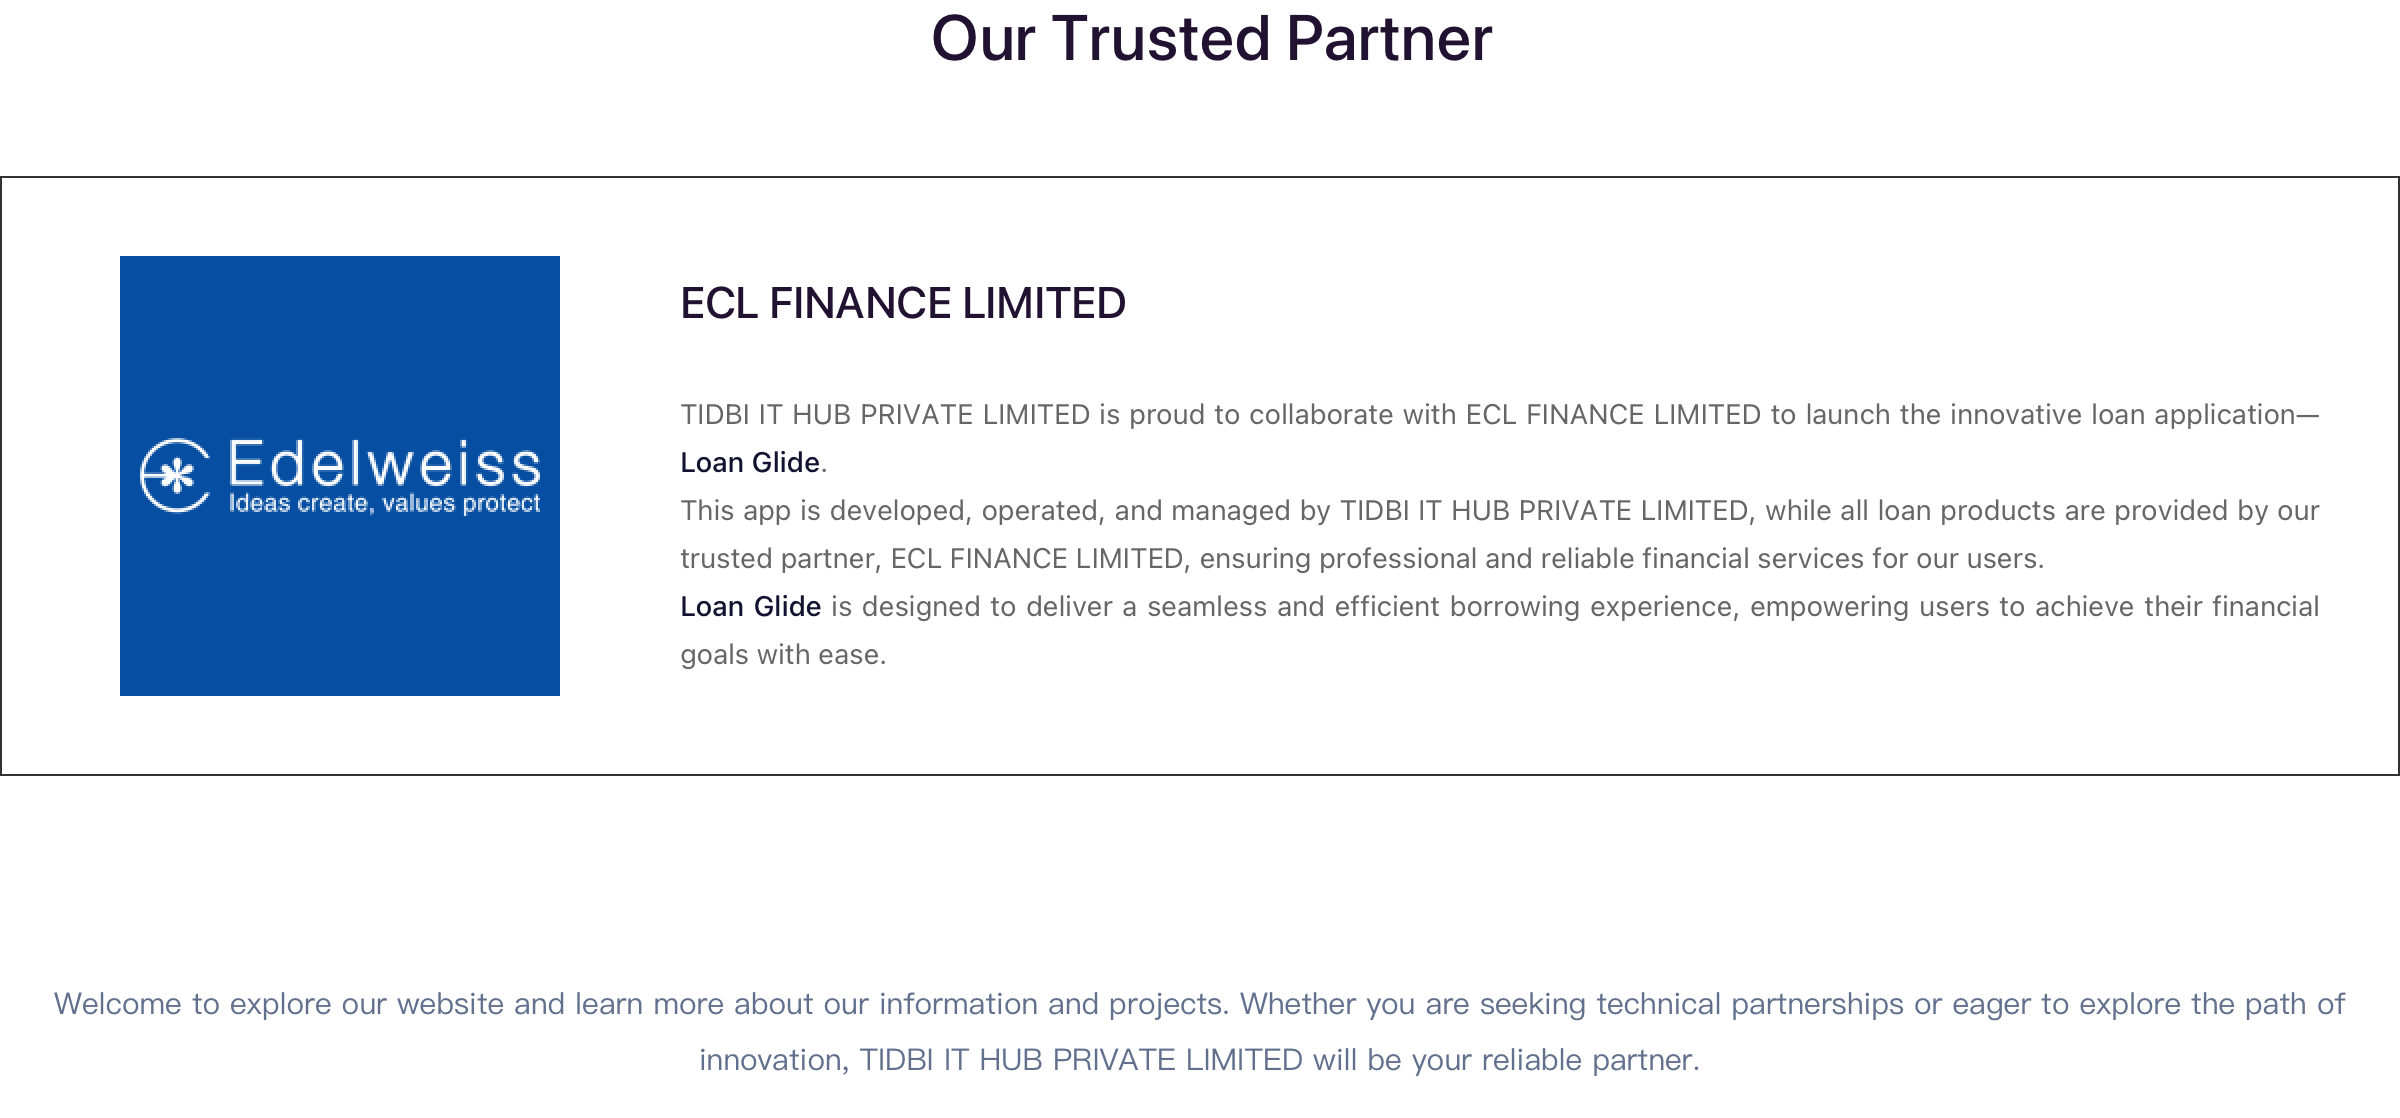 Our Trusted Partner
Edelweiss
Ideas create, values protect
ECL FINANCE LIMITED
TIDBI IT HUB PRIVATE LIMITED is proud to collaborate with ECL FINANCE LIMITED to launch the innovative loan application—
Loan Glide.
This app is developed, operated, and managed by TIDBI IT HUB PRIVATE LIMITED, while all loan products are provided by our
trusted partner, ECL FINANCE LIMITED, ensuring professional and reliable financial services for our users.
Loan Glide is designed to deliver a seamless and efficient borrowing experience, empowering users to achieve their financial
goals with ease.
Welcome to explore our website and learn more about our information and projects. Whether you are seeking technical partnerships or eager to explore the path of
innovation, TIDBI IT HUB PRIVATE LIMITED will be your reliable partner.